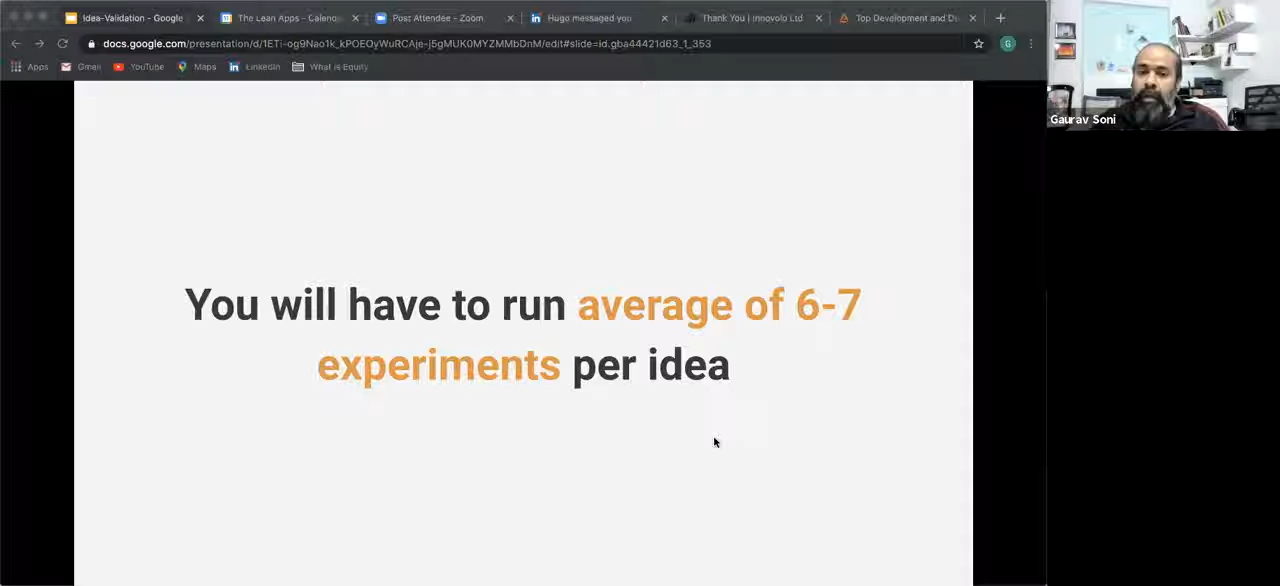 Idea-Validation - Google
The Lean Apps - Calend
Post Attendee - Zoom
Hugo messaged you
Thank You | Innovolo Ltd
Top Development and De
docs.google.com/presentation/d/1ETi-og9Nao1k_kPOEQyWuRCAje-j5gMUK0MYZMMbDnM/edit#slide=id.gba44421d63_1_353
G
Apps
Gmail
YouTube
Maps
LinkedIn
What is Equity
Gaurav Soni
You will have to run average of 6-7
experiments per idea